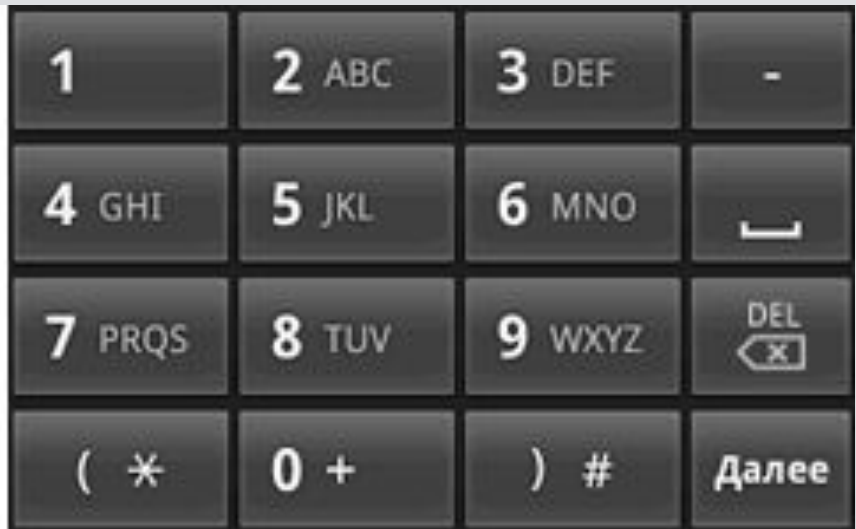 1 2 ABC 3 DEF -
4 GHI 5 JKL 6 MNO
7 PRQS 8 TUV 9 WXYZ DEL
( * 0 + ) # Далее